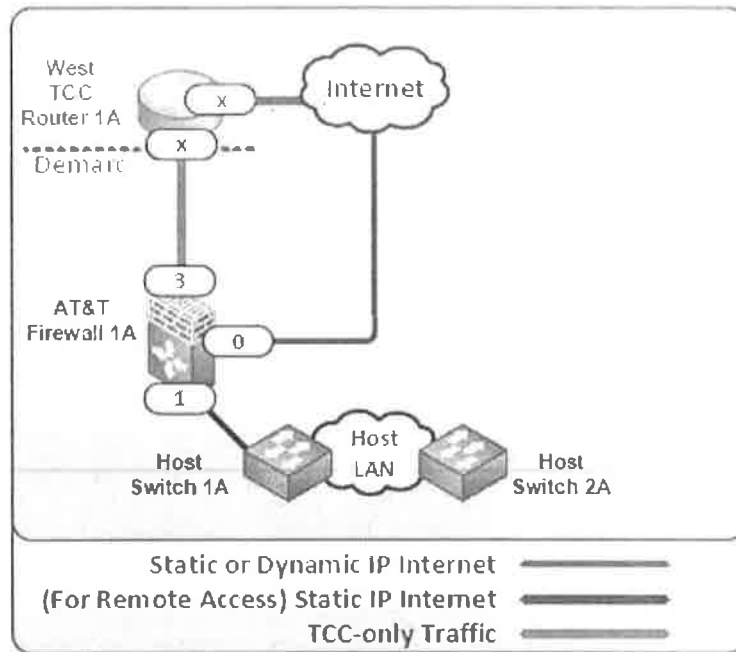 West
TCC
Router 1A
x
Internet
x
Demarc
3
AT&T
Firewall 1A
0
1
Host
Switch 1A
Host
LAN
Host
Switch 2A
Static or Dynamic IP Internet
(For Remote Access) Static IP Internet
TCC-only Traffic